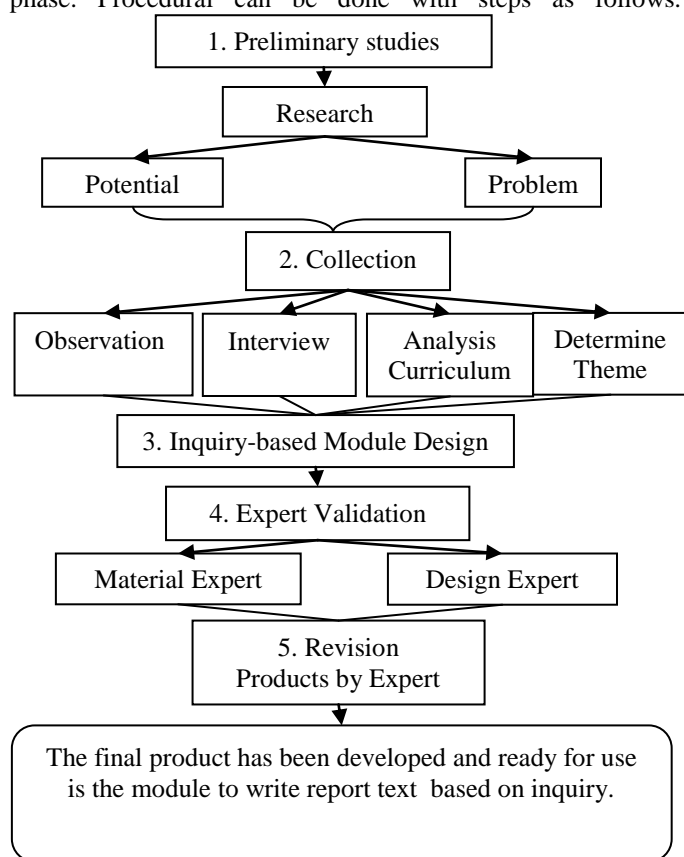 phase. Procedural can be done with steps as follows.
1. Preliminary studies
Research
Potential
Problem
2. Collection
Observation
Interview
Analysis
Curriculum
Determine
Theme
3. Inquiry-based Module Design
4. Expert Validation
Material Expert
Design Expert
5. Revision
Products by Expert
The final product has been developed and ready for use
is the module to write report text based on inquiry.